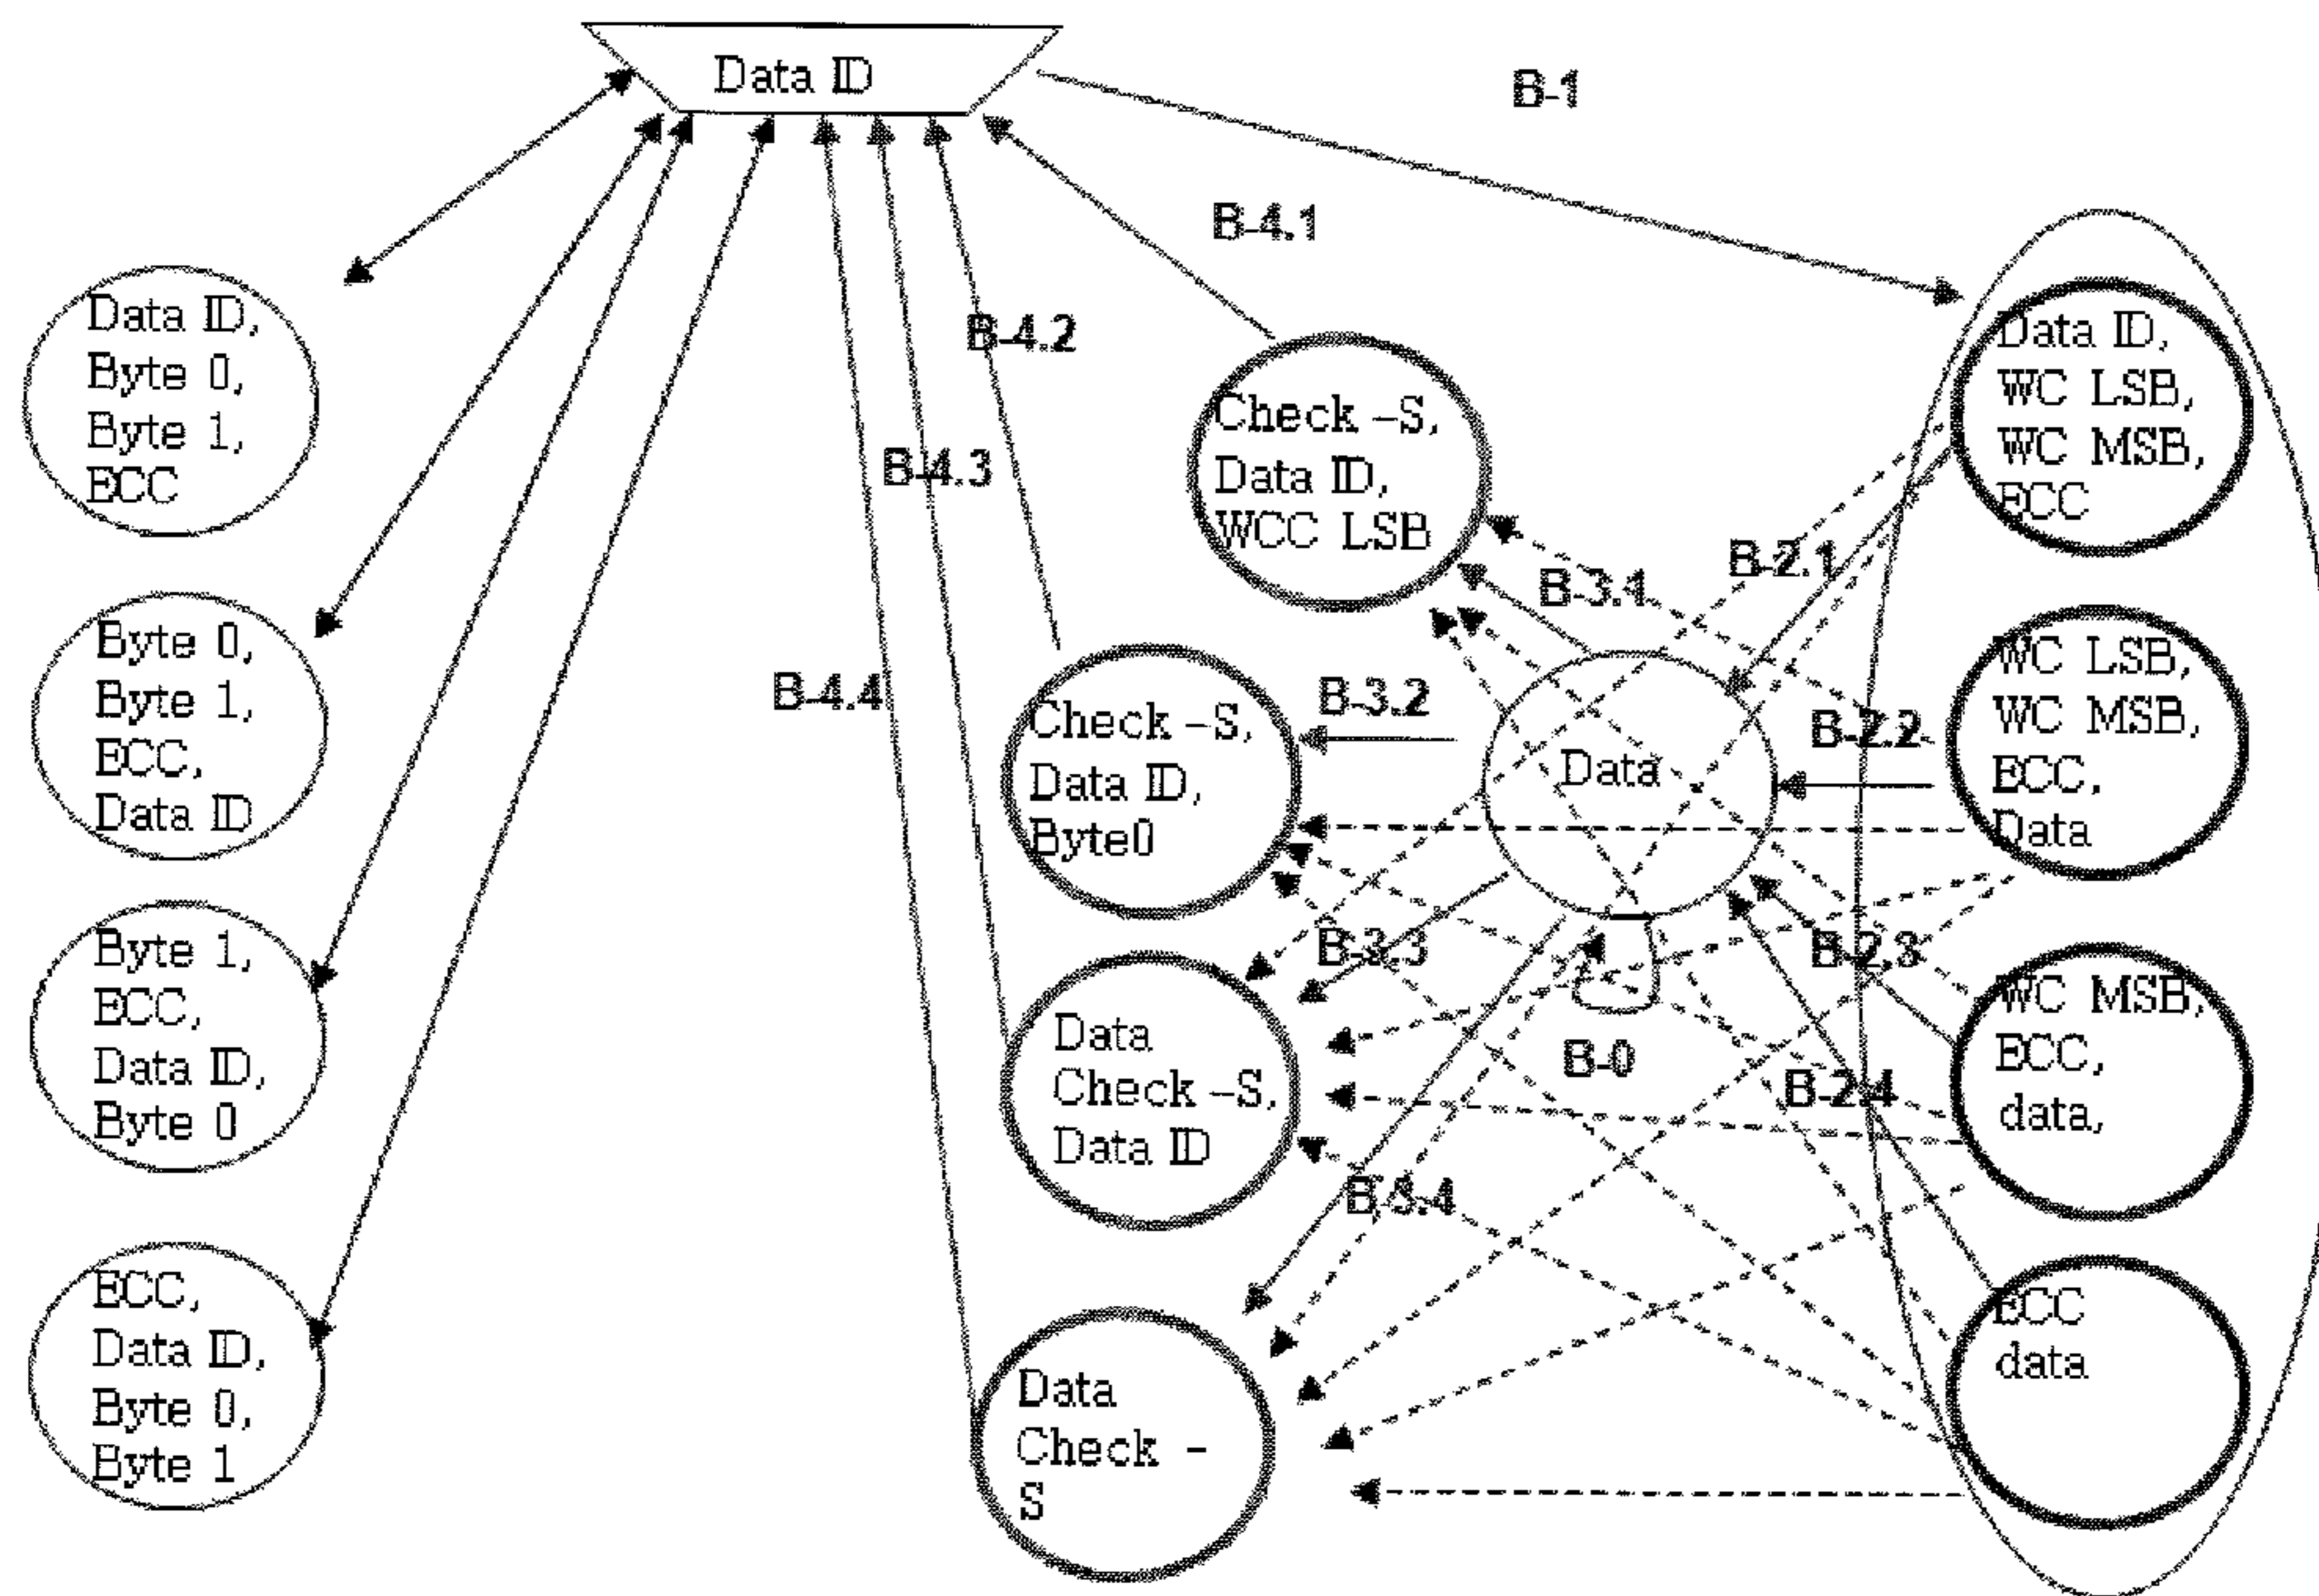 Data ID
B-1
B-4.1
B-4.2
B-4.3
B-4.4
Data ID,
Byte 0,
Byte 1,
ECC
Byte 0,
Byte 1,
ECC,
Data ID
Byte 1,
ECC,
Data ID,
Byte 0
ECC,
Data ID,
Byte 0,
Byte 1
Check –S,
Data ID,
WCC LSB
Check –S,
Data ID,
Byte0
Data
Check –S,
Data ID
Data
Check -
S
B-3.1
B-3.2
B-3.3
B-3.4
Data
B-0
B-2.1
B-2.2
B-2.3
B-2.4
Data ID,
WC LSB,
WC MSB,
ECC
WC LSB,
WC MSB,
ECC,
Data
WC MSB,
ECC,
data,
ECC
data